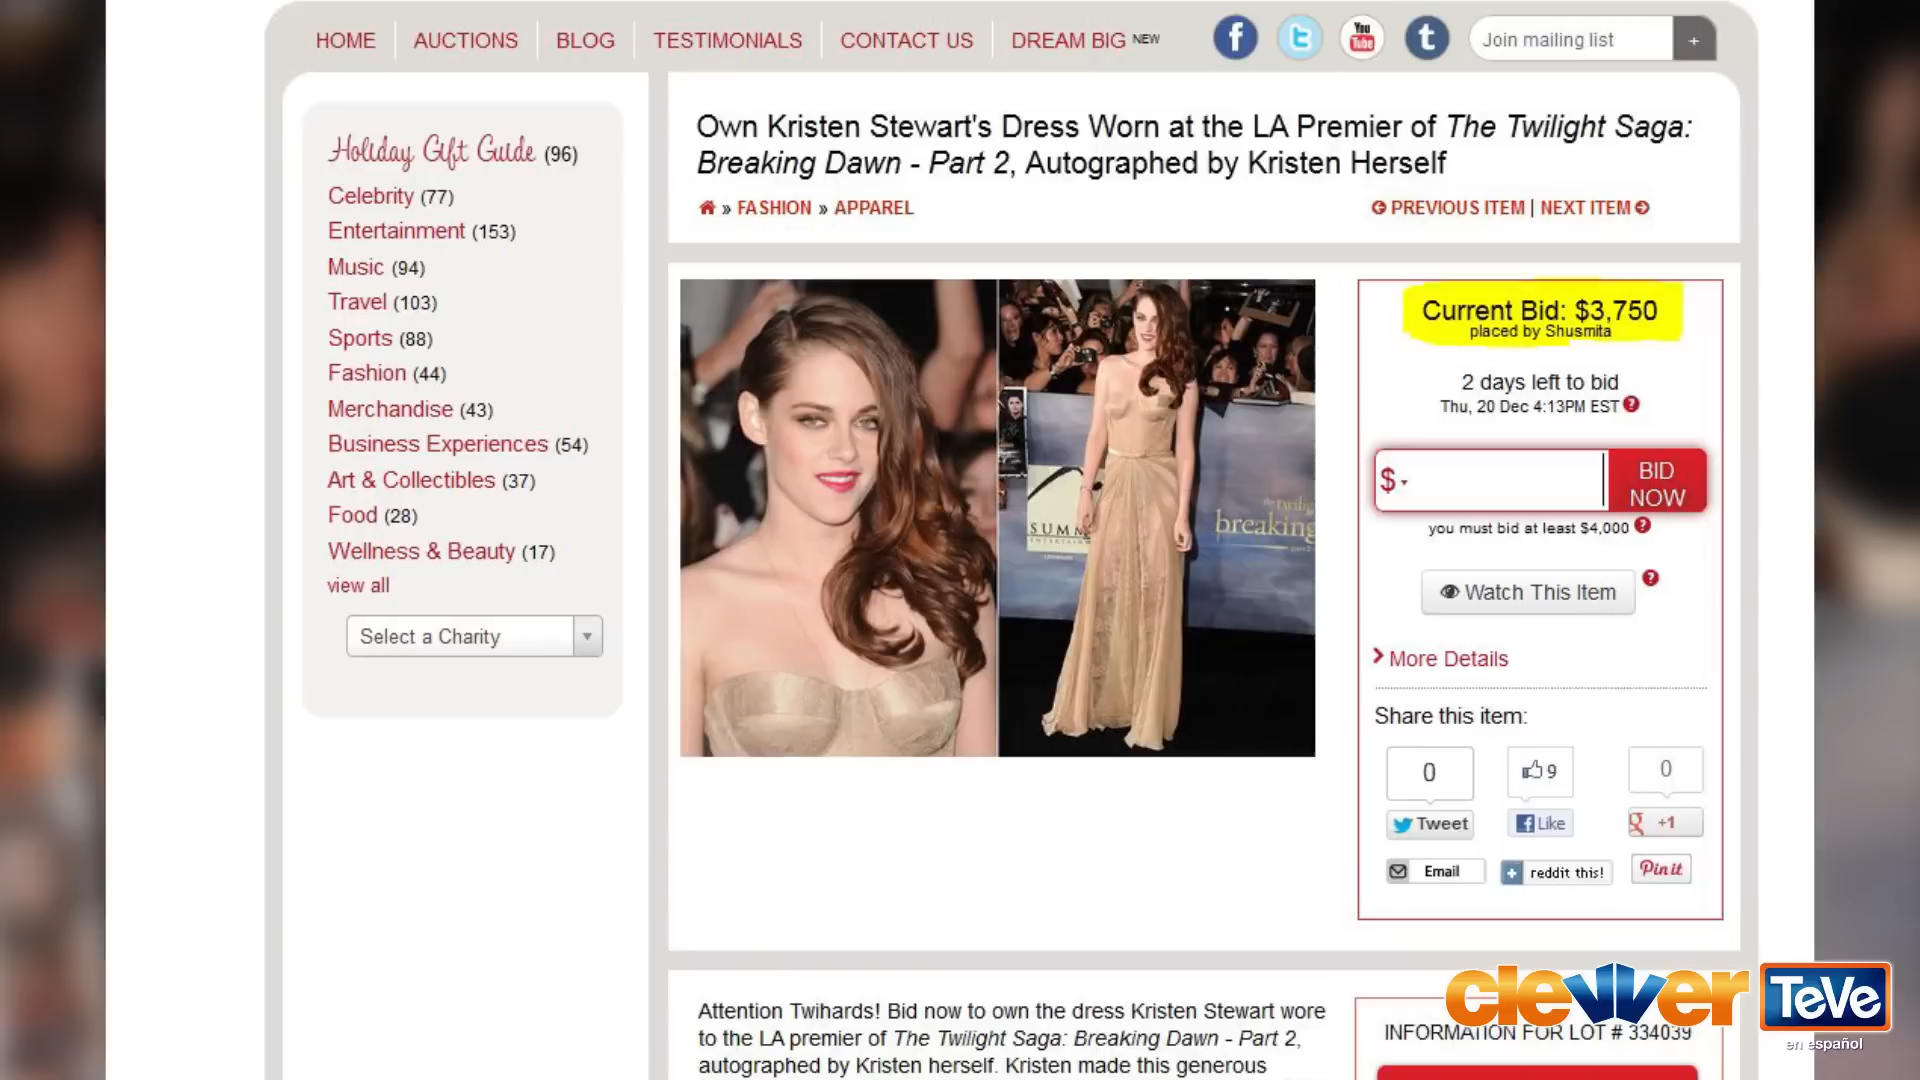 HOME
AUCTIONS
BLOG
TESTIMONIALS
CONTACT US
DREAM BIG NEW
f
t
You Tube
t
Join mailing list
+
Holiday Gift Guide (96)
Celebrity (77)
Entertainment (153)
Music (94)
Travel (103)
Sports (88)
Fashion (44)
Merchandise (43)
Business Experiences (54)
Art & Collectibles (37)
Food (28)
Wellness & Beauty (17)
view all
Select a Charity
Own Kristen Stewart's Dress Worn at the LA Premier of The Twilight Saga:
Breaking Dawn - Part 2, Autographed by Kristen Herself
» FASHION » APPAREL
PREVIOUS ITEM | NEXT ITEM
SUMM
ENTERTAINMENT
the twilig
breaking
Current Bid: $3,750
placed by Shusmita
2 days left to bid
Thu, 20 Dec 4:13PM EST ?
$
BID
NOW
you must bid at least $4,000 ?
Watch This Item ?
More Details
Share this item:
0
9
0
Tweet
Like
g +1
Email
reddit this!
Pin it
Attention Twihards! Bid now to own the dress Kristen Stewart wore
to the LA premier of The Twilight Saga: Breaking Dawn - Part 2,
autographed by Kristen herself. Kristen made this generous
INFORMATION FOR LOT # 334039
clevver TeVe
en español